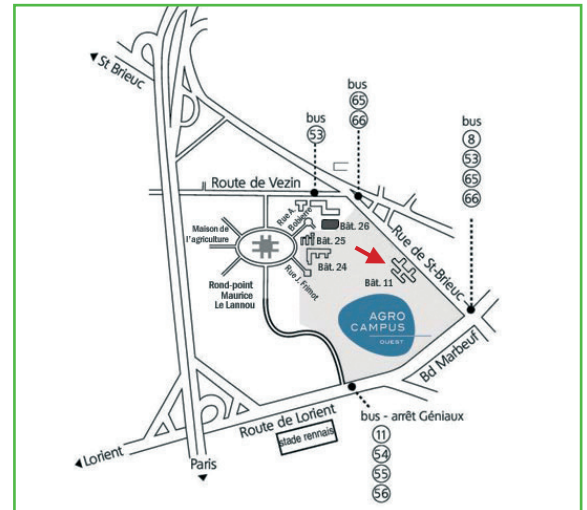 St Brieuc
bus
65
66
bus
53
bus
8
53
65
66
Route de Vezin
Rue A. Bobierre
Bât. 26
Maison de
l'agriculture
Bât. 25
Bât. 24
Rue de St-Brieuc
Bât. 11
Rue J. Frimot
Rond-point
Maurice
Le Lannou
AGRO
CAMPUS
OUEST
Bd Marbeuf
Route de Lorient
bus - arrêt Géniaux
11
54
55
56
stade rennais
Lorient
Paris